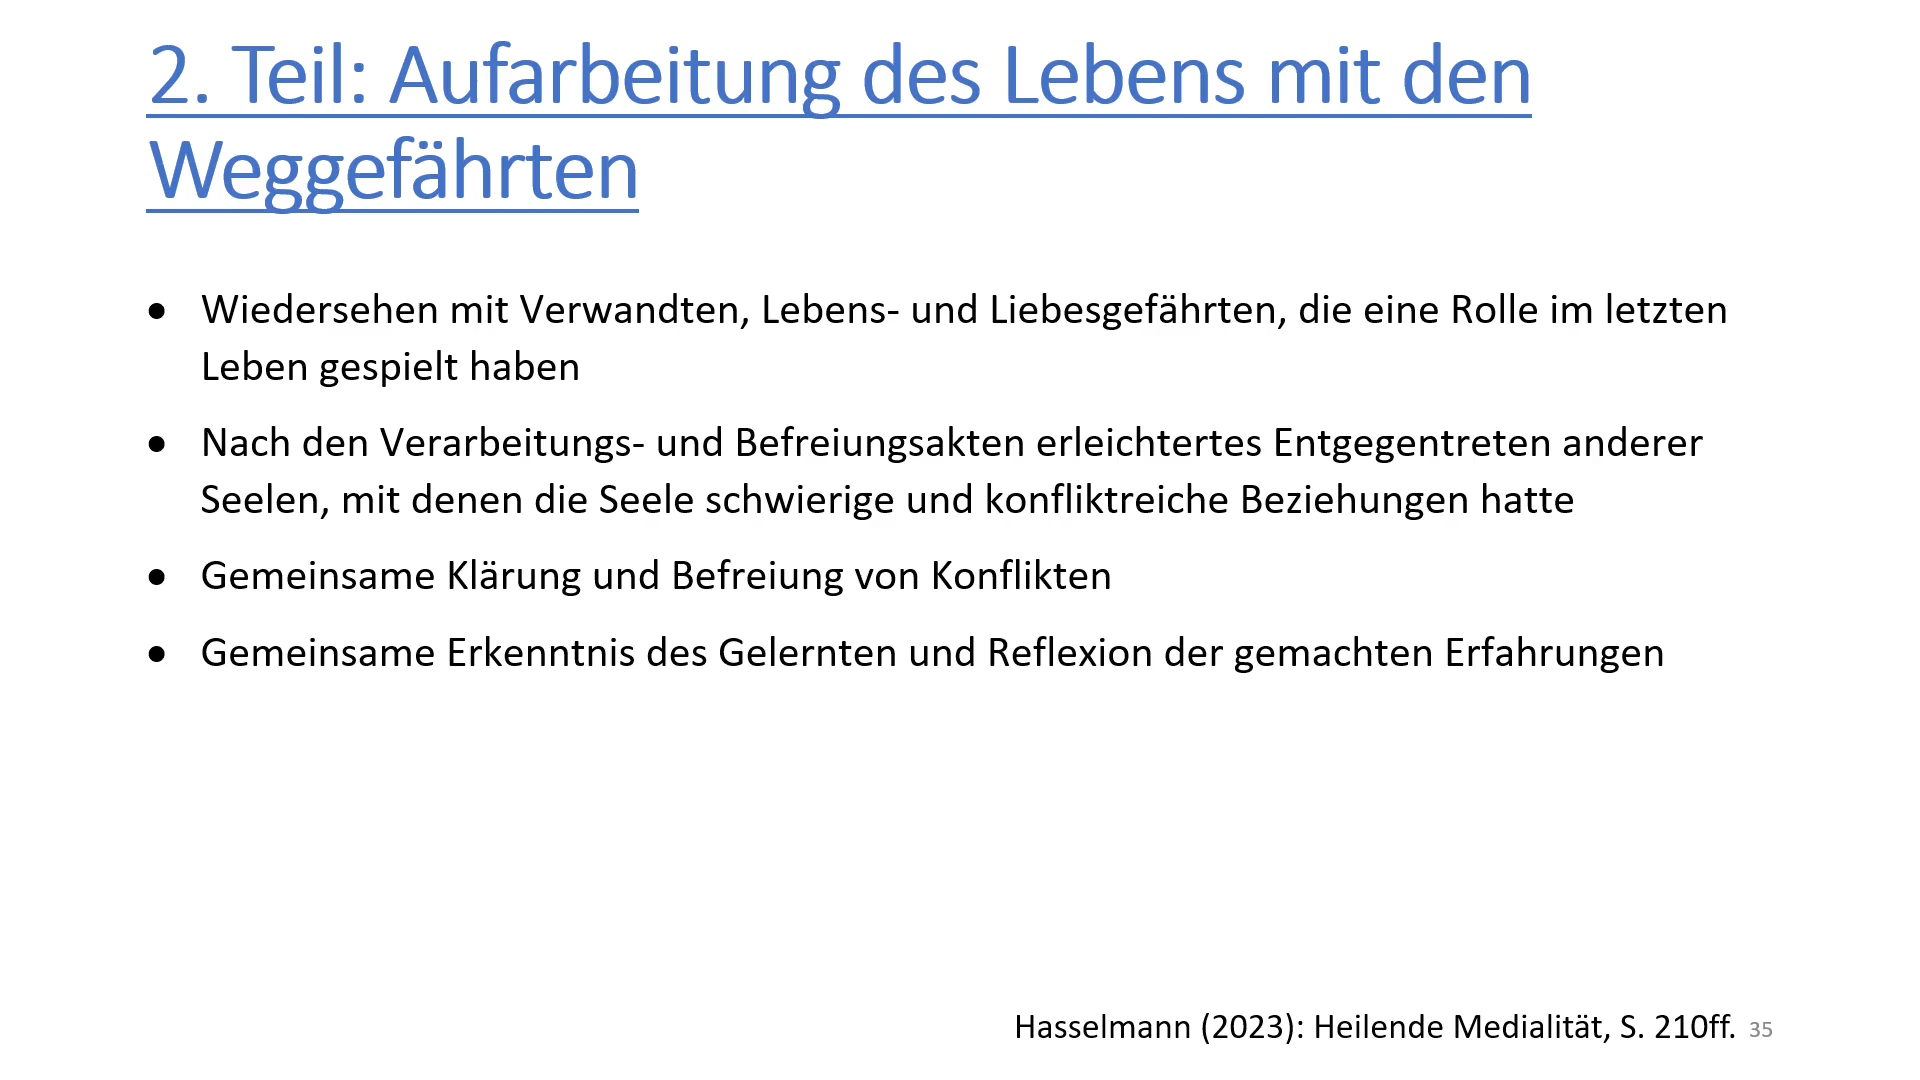 2. Teil: Aufarbeitung des Lebens mit den
Weggefährten
• Wiedersehen mit Verwandten, Lebens- und Liebesgefährten, die eine Rolle im letzten
Leben gespielt haben
• Nach den Verarbeitungs- und Befreiungsakten erleichtertes Entgegentreten anderer
Seelen, mit denen die Seele schwierige und konfliktreiche Beziehungen hatte
• Gemeinsame Klärung und Befreiung von Konflikten
• Gemeinsame Erkenntnis des Gelernten und Reflexion der gemachten Erfahrungen
Hasselmann (2023): Heilende Medialität, S. 210ff. 35